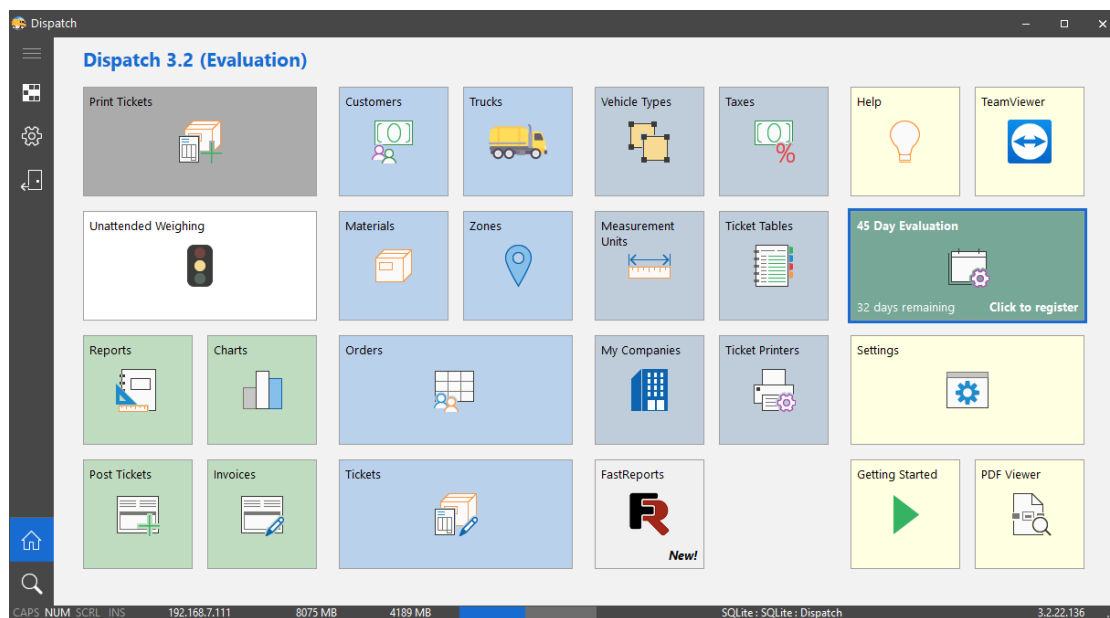 Dispatch
Dispatch 3.2 (Evaluation)
Print Tickets
Customers
Trucks
Vehicle Types
Taxes
%
Help
TeamViewer
Unattended Weighing
Materials
Zones
Measurement
Units
Ticket Tables
45 Day Evaluation
32 days remaining
Click to register
Reports
Charts
Orders
My Companies
Ticket Printers
Settings
Post Tickets
Invoices
Tickets
FastReports
FR
New!
Getting Started
PDF Viewer
CAPS NUM SCRL INS 192.168.7.111 8075 MB 4189 MB SQLite : SQLite : Dispatch 3.2.22.136